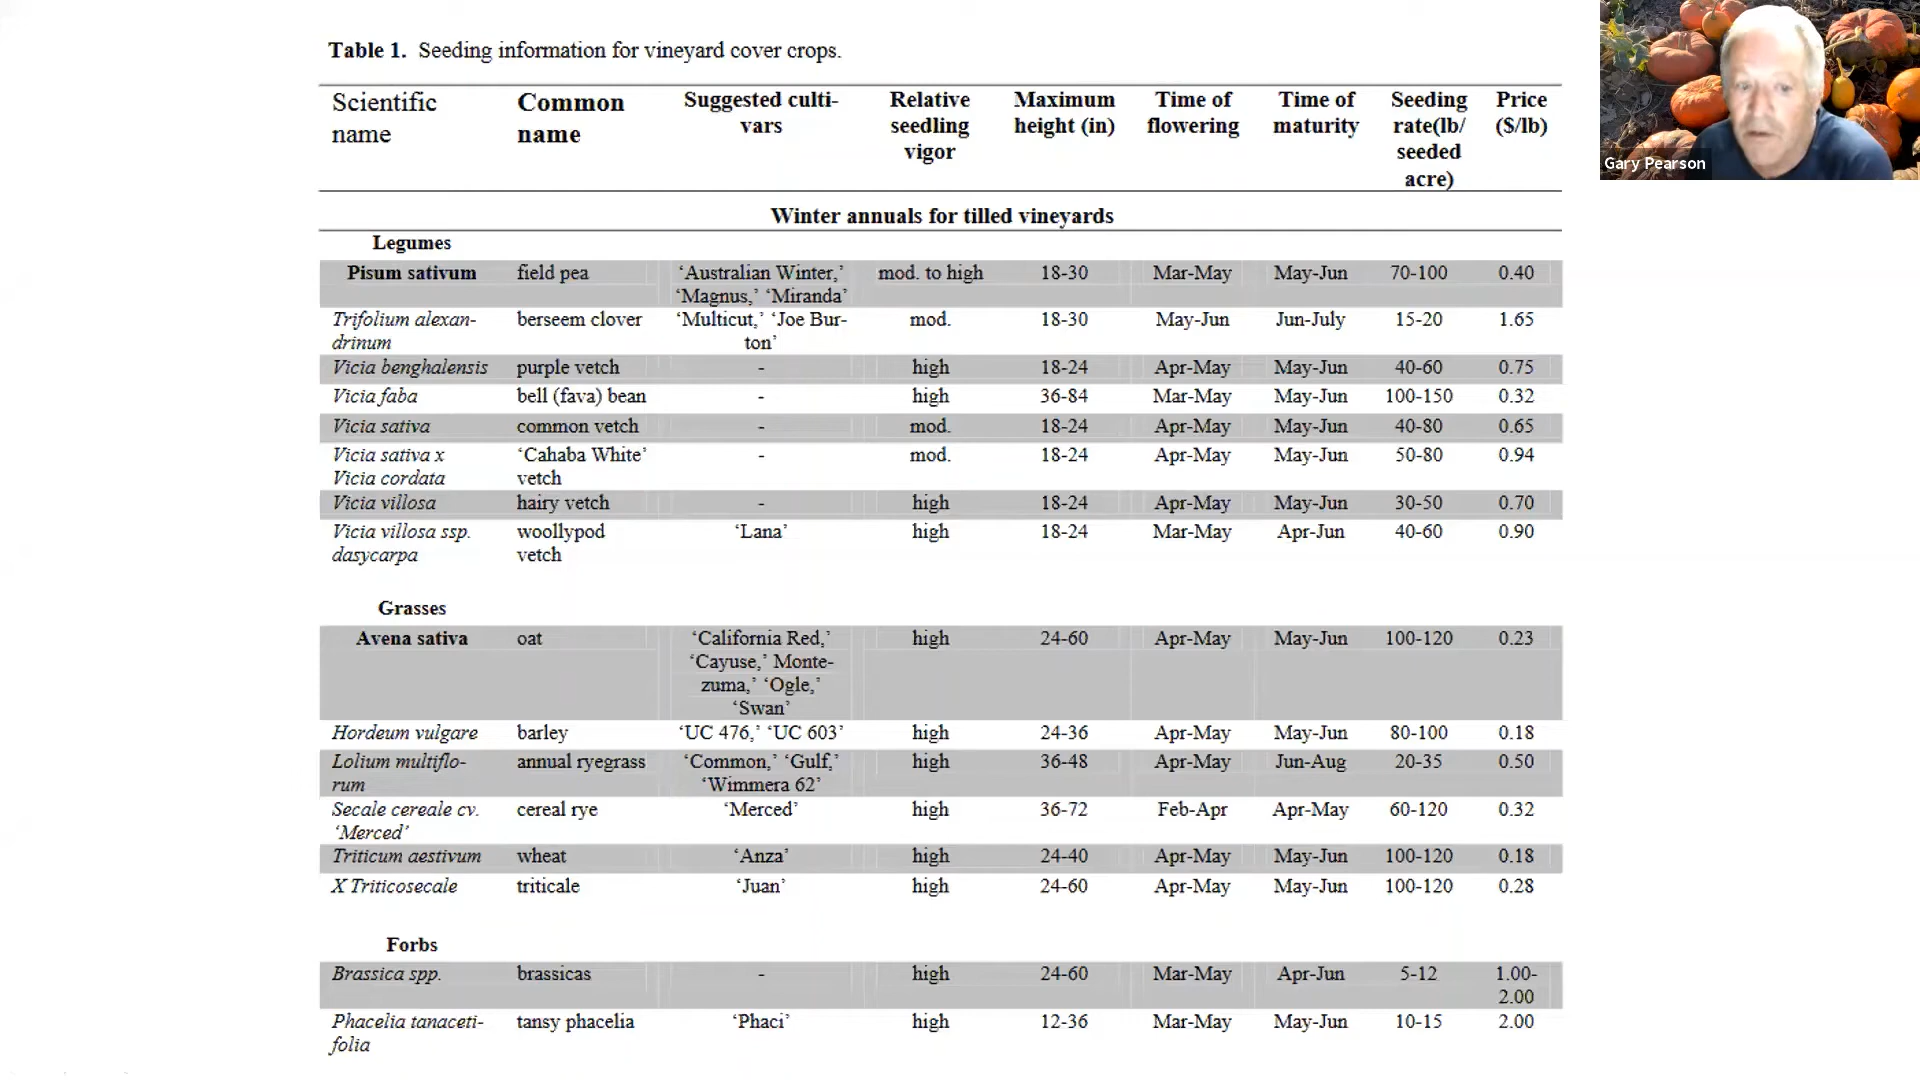 Table 1. Seeding information for vineyard cover crops.
Scientific name Common name Suggested culti-vars Relative seedling vigor Maximum height (in) Time of flowering Time of maturity Seeding rate(lb/ seeded acre) Price ($/lb)
Gary Pearson
Winter annuals for tilled vineyards
Legumes
Pisum sativum field pea ‘Australian Winter,’ mod. to high 18-30 Mar-May May-Jun 70-100 0.40
‘Magnus,’ ‘Miranda’
Trifolium alexan- berseem clover ‘Multicut,’ ‘Joe Bur- mod. 18-30 May-Jun Jun-July 15-20 1.65
drinum ton’
Vicia benghalensis purple vetch - high 18-24 Apr-May May-Jun 40-60 0.75
Vicia faba bell (fava) bean - high 36-84 Mar-May May-Jun 100-150 0.32
Vicia sativa common vetch - mod. 18-24 Apr-May May-Jun 40-80 0.65
Vicia sativa x ‘Cahaba White’ - mod. 18-24 Apr-May May-Jun 50-80 0.94
Vicia cordata vetch
Vicia villosa hairy vetch - high 18-24 Apr-May May-Jun 30-50 0.70
Vicia villosa ssp. woollypod ‘Lana’ high 18-24 Mar-May Apr-Jun 40-60 0.90
dasycarpa vetch
Grasses
Avena sativa oat ‘California Red,’ high 24-60 Apr-May May-Jun 100-120 0.23
‘Cayuse,’ Monte-
zuma,’ ‘Ogle,’
‘Swan’
Hordeum vulgare barley ‘UC 476,’ ‘UC 603’ high 24-36 Apr-May May-Jun 80-100 0.18
Lolium multiflo- annual ryegrass ‘Common,’ ‘Gulf,’ high 36-48 Apr-May Jun-Aug 20-35 0.50
rum ‘Wimmera 62’
Secale cereale cv. cereal rye ‘Merced’ high 36-72 Feb-Apr Apr-May 60-120 0.32
‘Merced’
Triticum aestivum wheat ‘Anza’ high 24-40 Apr-May May-Jun 100-120 0.18
X Triticosecale triticale ‘Juan’ high 24-60 Apr-May May-Jun 100-120 0.28
Forbs
Brassica spp. brassicas - high 24-60 Mar-May Apr-Jun 5-12 1.00-
2.00
Phacelia tanaceti- tansy phacelia ‘Phaci’ high 12-36 Mar-May May-Jun 10-15 2.00
folia